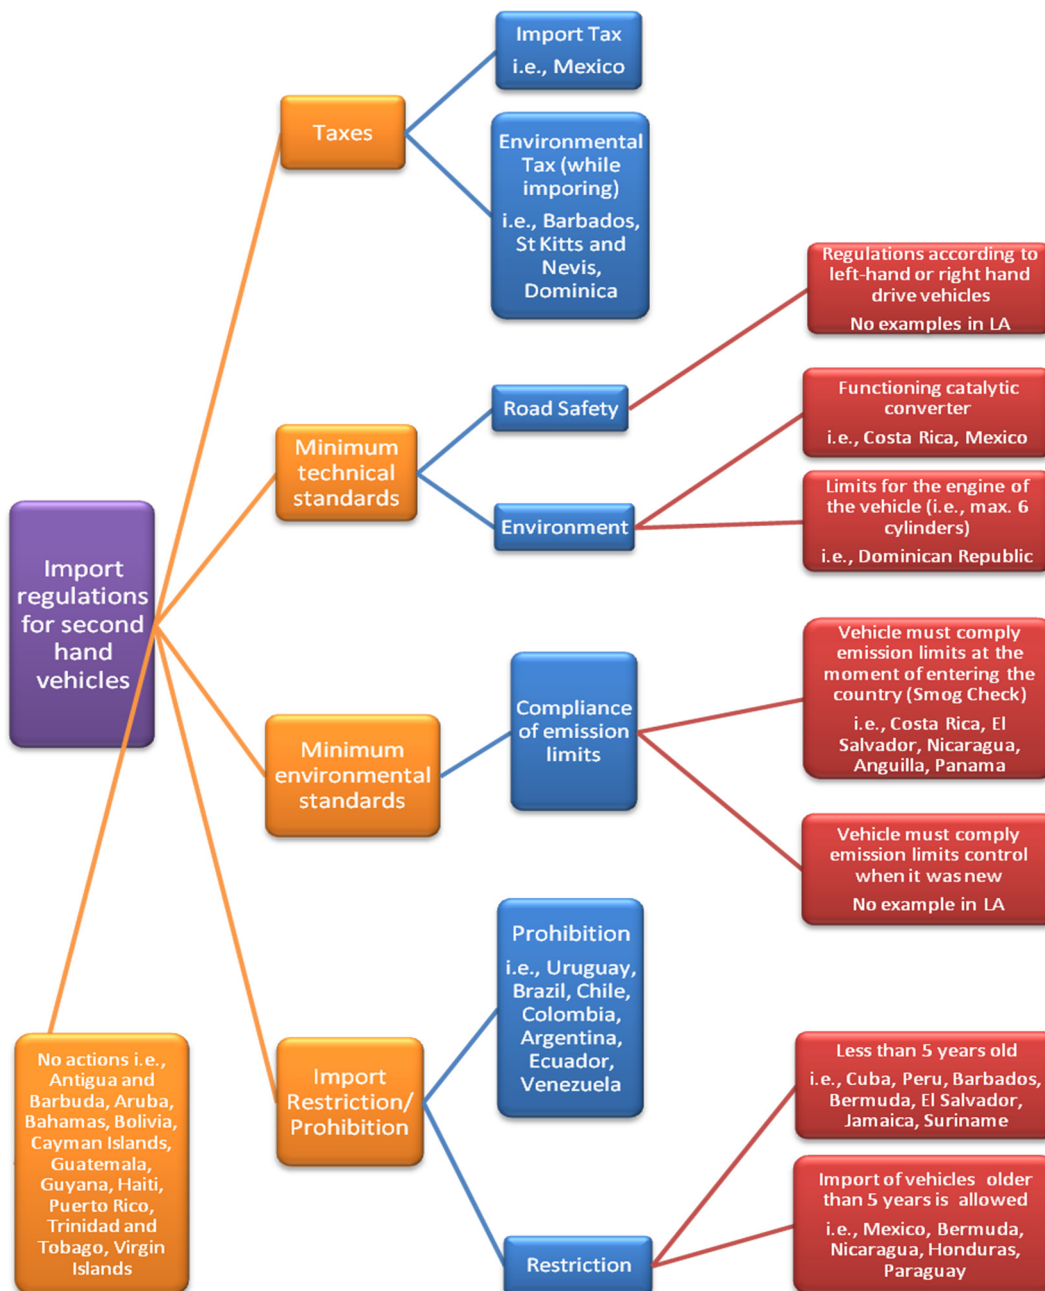 Import
regulations
for second
hand
vehicles
Taxes
Import Tax
i.e., Mexico
Environmental
Tax (while
imporing)
i.e., Barbados,
St Kitts and
Nevis,
Dominica
Minimum
technical
standards
Road Safety
Regulations according to
left-hand or right hand
drive vehicles
No examples in LA
Environment
Functioning catalytic
converter
i.e., Costa Rica, Mexico
Limits for the engine of
the vehicle (i.e., max. 6
cylinders)
i.e., Dominican Republic
Minimum
environmental
standards
Compliance
of emission
limits
Vehicle must comply
emission limits at the
moment of entering the
country (Smog Check)
i.e., Costa Rica, El
Salvador, Nicaragua,
Anguilla, Panama
Vehicle must comply
emission limits control
when it was new
No example in LA
Import
Restriction/
Prohibition
Prohibition
i.e., Uruguay,
Brazil, Chile,
Colombia,
Argentina,
Ecuador,
Venezuela
Restriction
Less than 5 years old
i.e., Cuba, Peru, Barbados,
Bermuda, El Salvador,
Jamaica, Suriname
Import of vehicles older
than 5 years is allowed
i.e., Mexico, Bermuda,
Nicaragua, Honduras,
Paraguay
No actions i.e.,
Antigua and
Barbuda, Aruba,
Bahamas, Bolivia,
Cayman Islands,
Guatemala,
Guyana, Haiti,
Puerto Rico,
Trinidad and
Tobago, Virgin
Islands